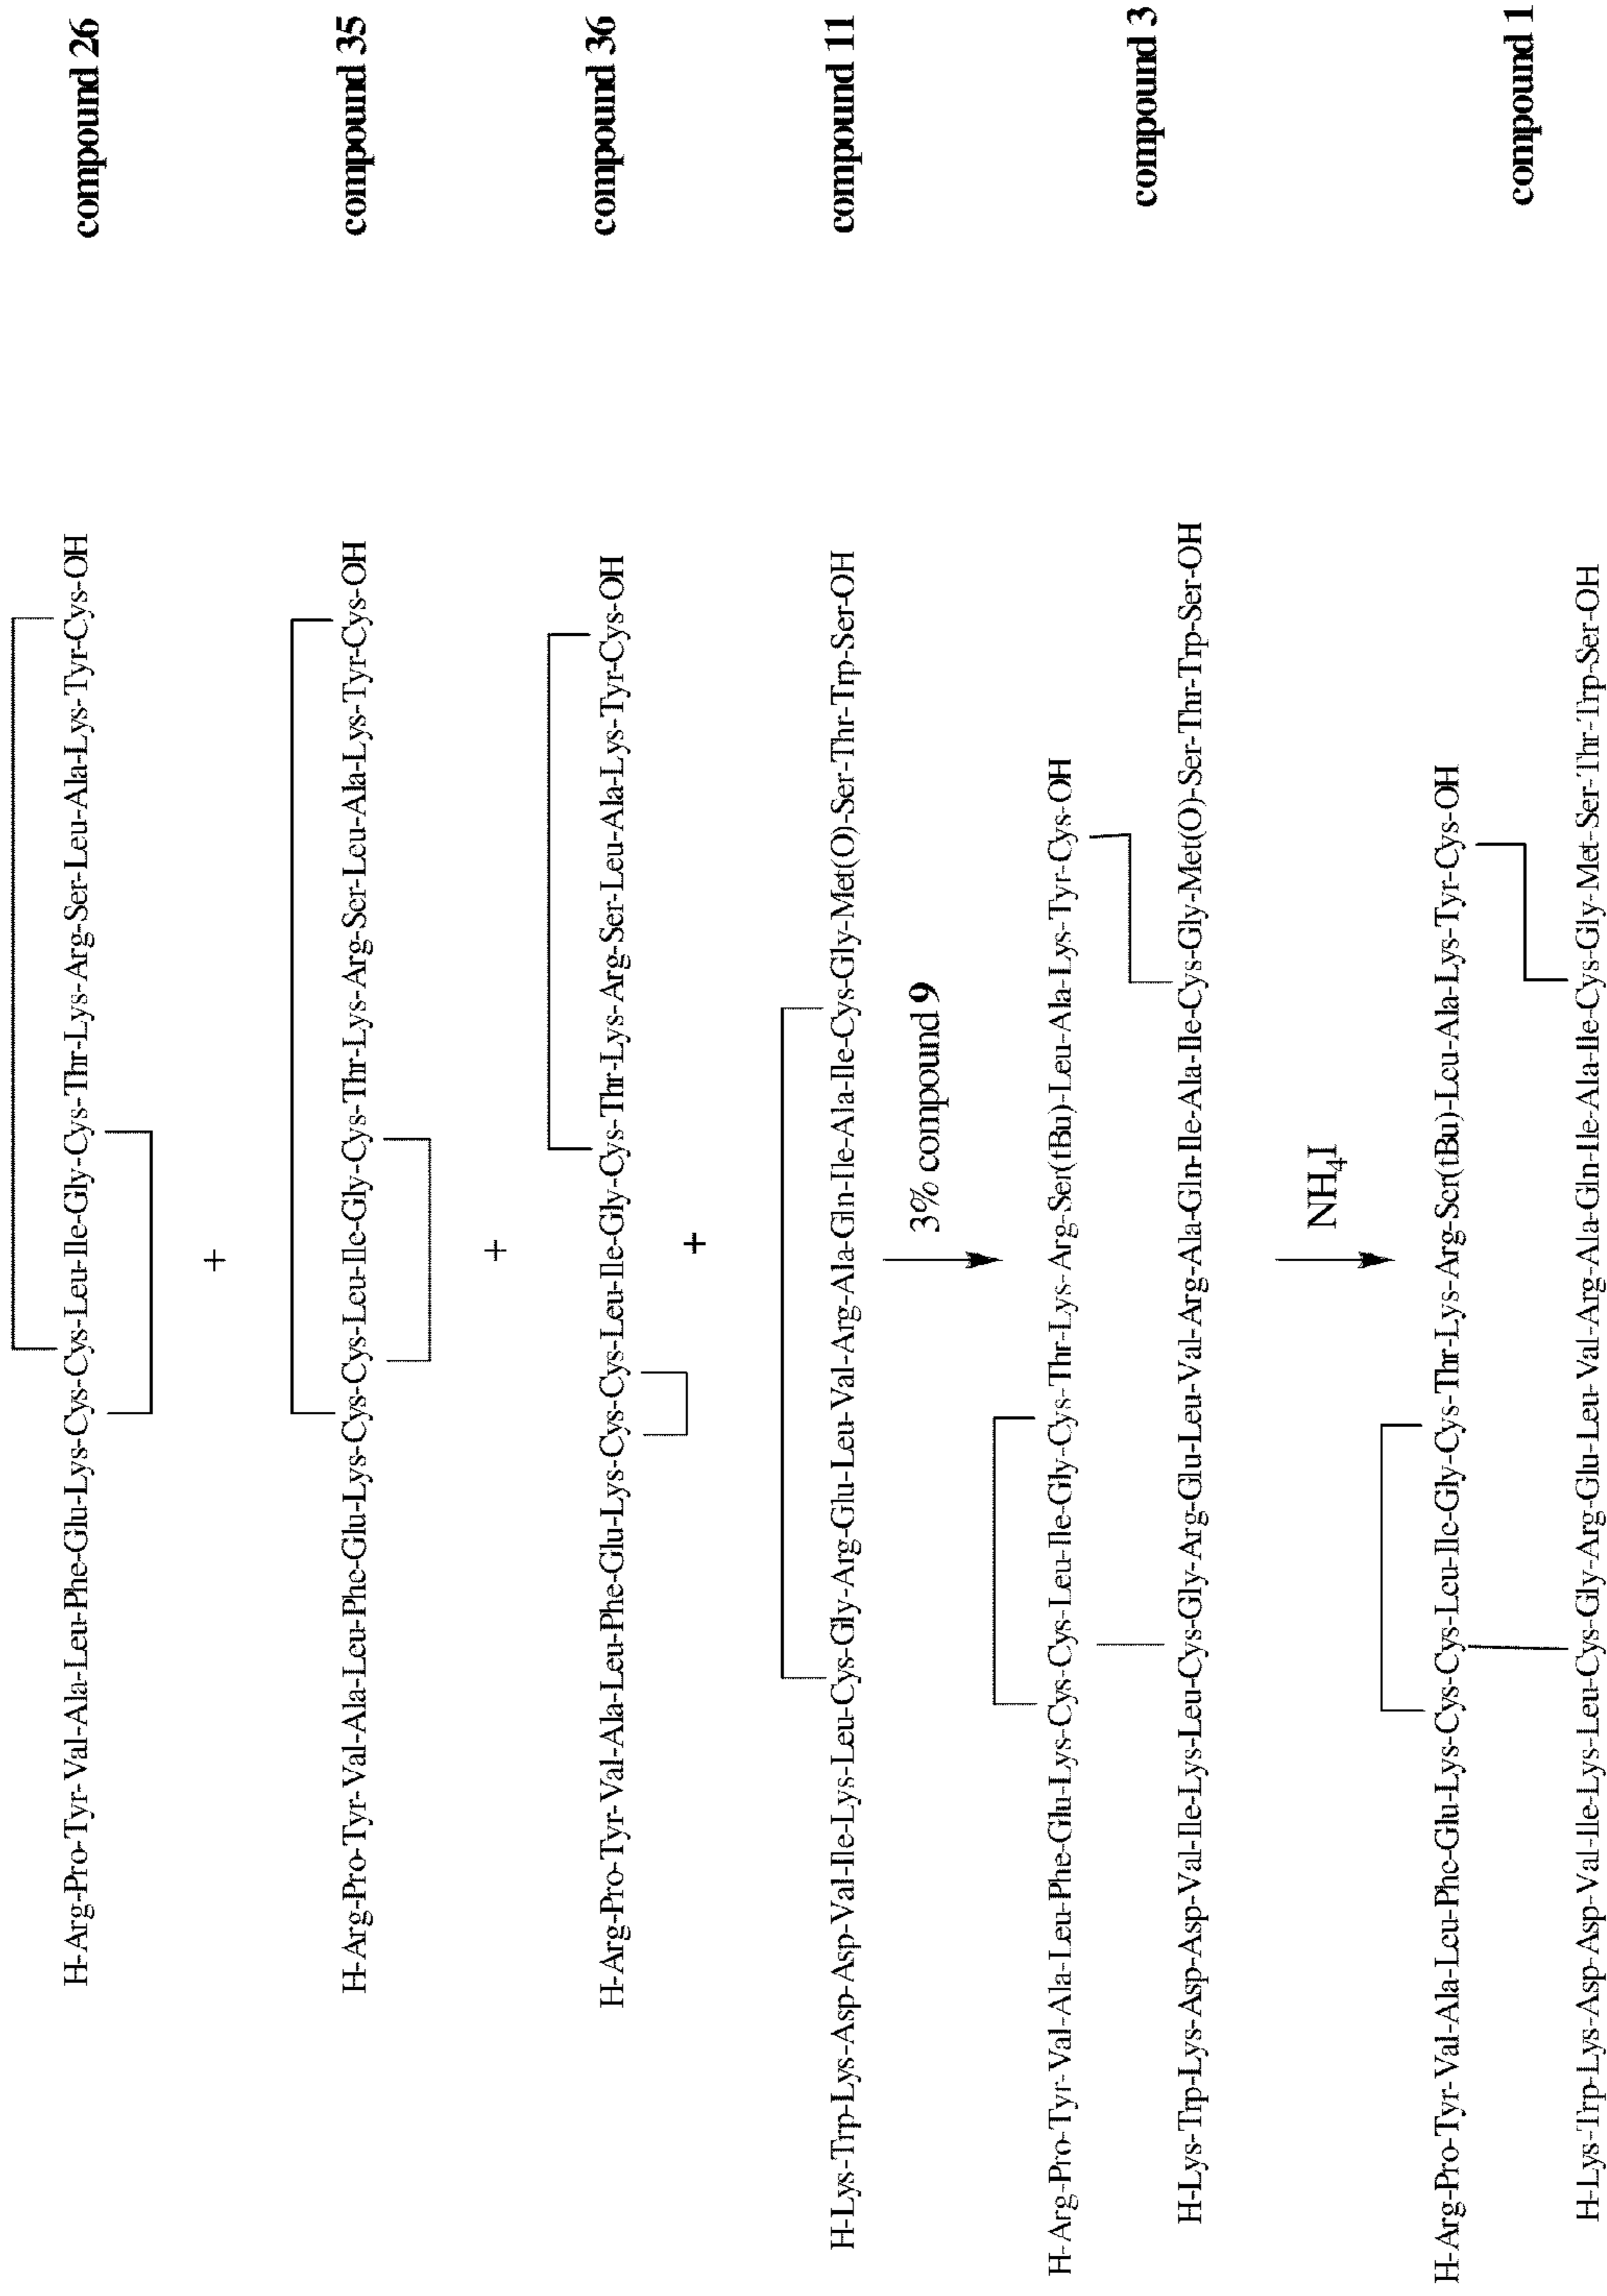 H-Arg-Pro-Tyr-Val-Ala-Leu-Phe-Glu-Lys-Cys-Cys-Leu-Ile-Gly-Cys-Thr-Lys-Arg-Ser-Leu-Ala-Lys-Tyr-Cys-OH compound 26
+
H-Arg-Pro-Tyr-Val-Ala-Leu-Phe-Glu-Lys-Cys-Cys-Leu-Ile-Gly-Cys-Thr-Lys-Arg-Ser-Leu-Ala-Lys-Tyr-Cys-OH compound 35
+
H-Arg-Pro-Tyr-Val-Ala-Leu-Phe-Glu-Lys-Cys-Cys-Leu-Ile-Gly-Cys-Thr-Lys-Arg-Ser-Leu-Ala-Lys-Tyr-Cys-OH compound 36
+
H-Lys-Trp-Lys-Asp-Asp-Val-Ile-Lys-Leu-Cys-Gly-Arg-Glu-Leu-Val-Arg-Ala-Gln-Ile-Ala-Ile-Cys-Gly-Met(O)-Ser-Thr-Trp-Ser-OH compound 11
3% compound 9
H-Arg-Pro-Tyr-Val-Ala-Leu-Phe-Glu-Lys-Cys-Cys-Leu-Ile-Gly-Cys-Thr-Lys-Arg-Ser(tBu)-Leu-Ala-Lys-Tyr-Cys-OH
compound 3
H-Lys-Trp-Lys-Asp-Asp-Val-Ile-Lys-Leu-Cys-Gly-Arg-Glu-Leu-Val-Arg-Ala-Gln-Ile-Ala-Ile-Cys-Gly-Met(O)-Ser-Thr-Trp-Ser-OH
NH4I
H-Arg-Pro-Tyr-Val-Ala-Leu-Phe-Glu-Lys-Cys-Cys-Leu-Ile-Gly-Cys-Thr-Lys-Arg-Ser(tBu)-Leu-Ala-Lys-Tyr-Cys-OH
compound 1
H-Lys-Trp-Lys-Asp-Asp-Val-Ile-Lys-Leu-Cys-Gly-Arg-Glu-Leu-Val-Arg-Ala-Gln-Ile-Ala-Ile-Cys-Gly-Met-Ser-Thr-Trp-Ser-OH